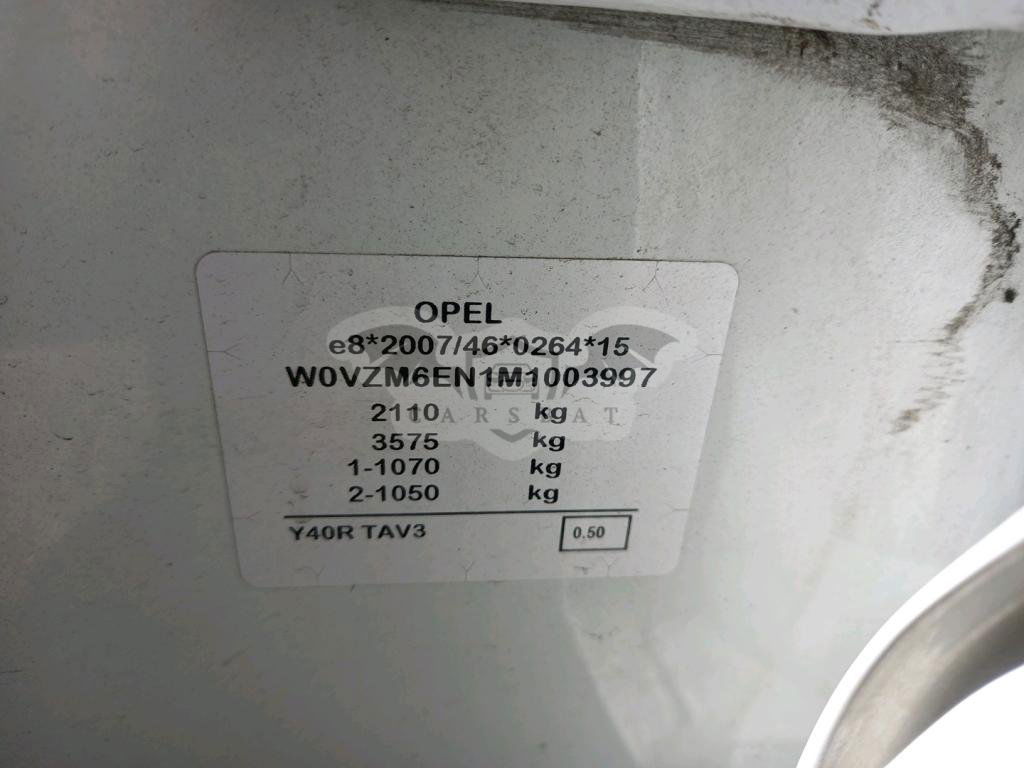 OPEL
e8*2007/46*0264*15
W0VZM6EN1M1003997
2110 kg
3575 kg
1-1070 kg
2-1050 kg
Y40R TAV3 0.50